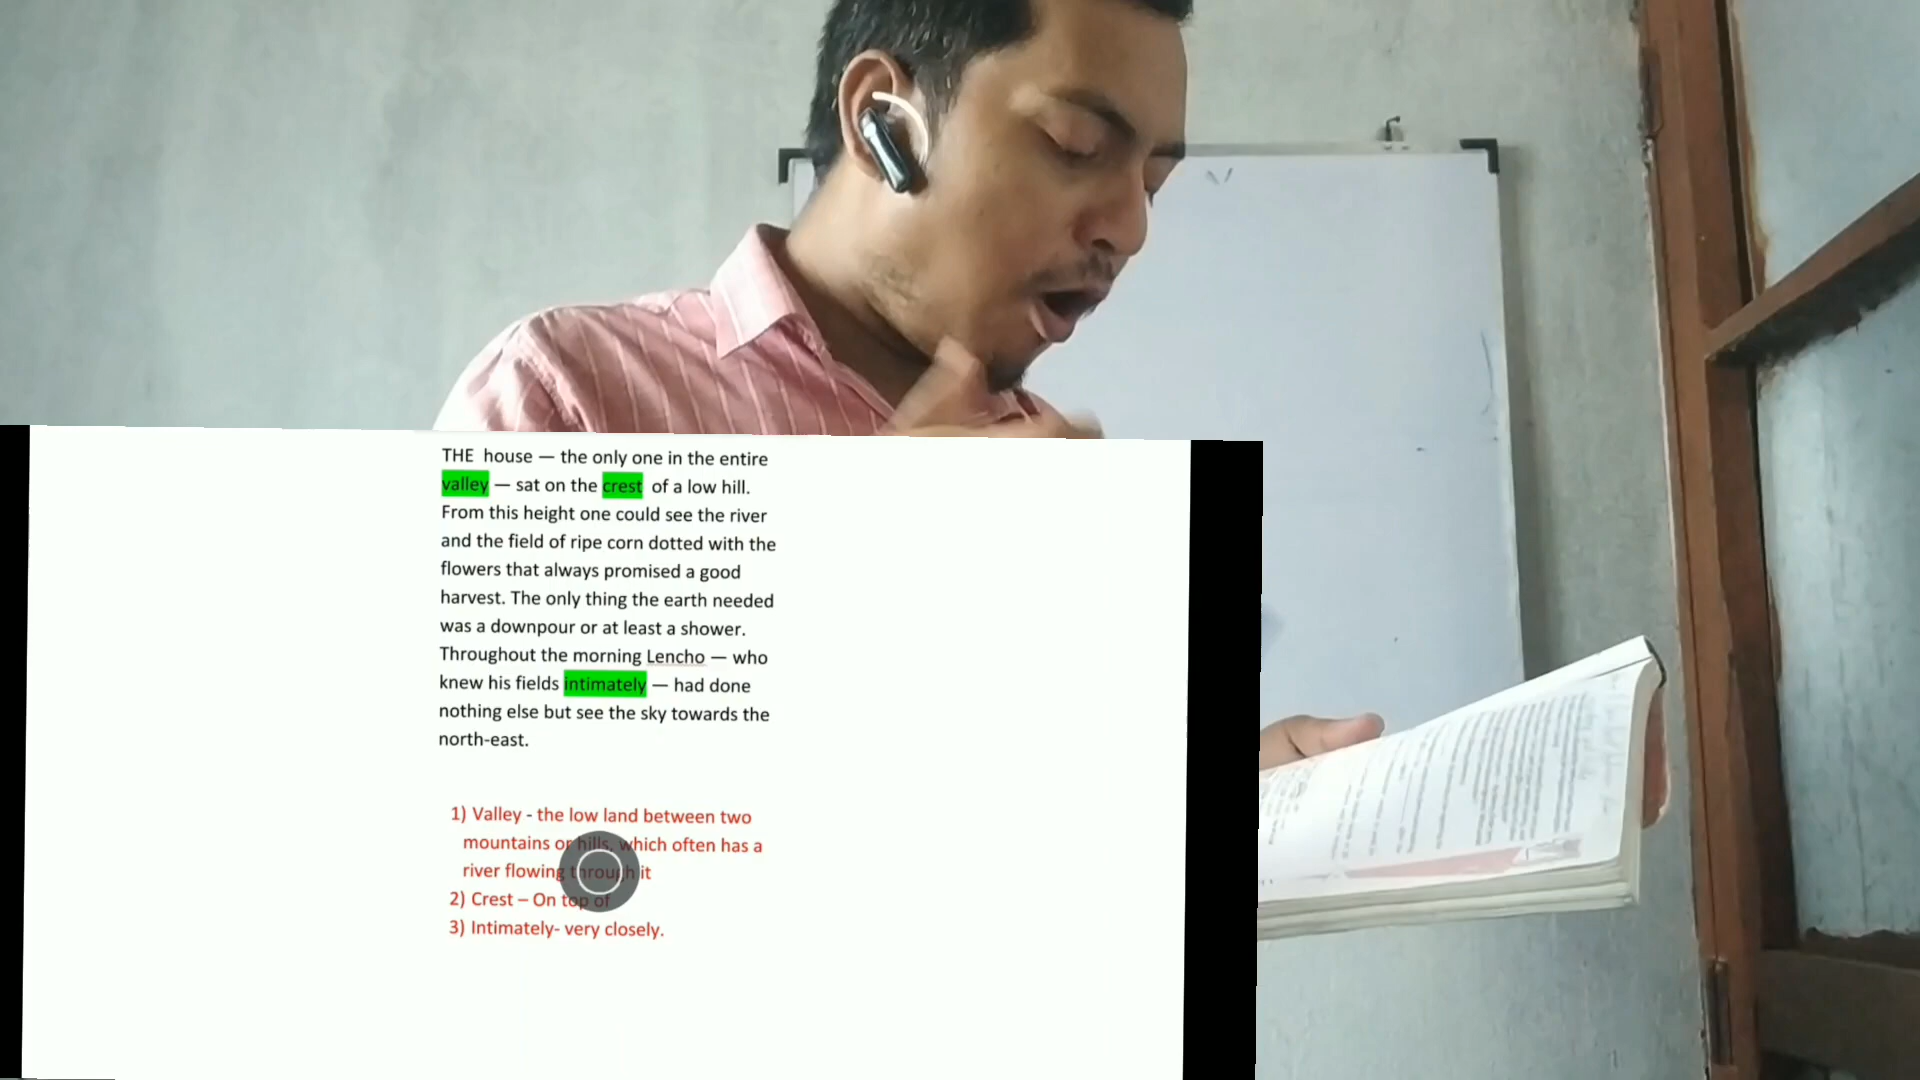 THE house — the only one in the entire
valley — sat on the crest of a low hill.
From this height one could see the river
and the field of ripe corn dotted with the
flowers that always promised a good
harvest. The only thing the earth needed
was a downpour or at least a shower.
Throughout the morning Lencho — who
knew his fields intimately — had done
nothing else but see the sky towards the
north-east.
1) Valley - the low land between two
mountains or hills, which often has a
river flowing through it
2) Crest – On top of
3) Intimately- very closely.